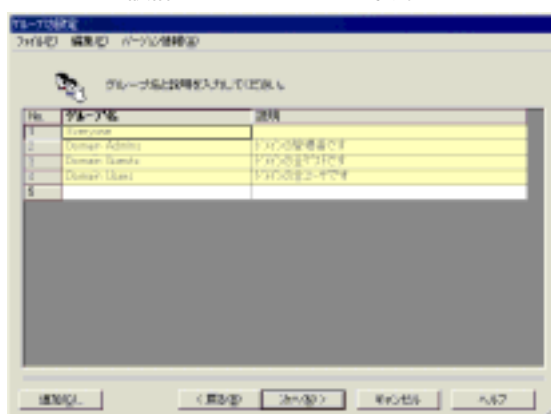 グループの設定
ファイル(F) 編集(E) バージョン情報(A)
グループ名と説明を入力してください。
No. グループ名 説明
1 Everyone
2 Domain Admins ドメインの管理者です
3 Domain Guests ドメインの全ゲストです
4 Domain Users ドメインの全ユーザです
5
追加(Q)... < 戻る(B) 次へ(N) > キャンセル ヘルプ